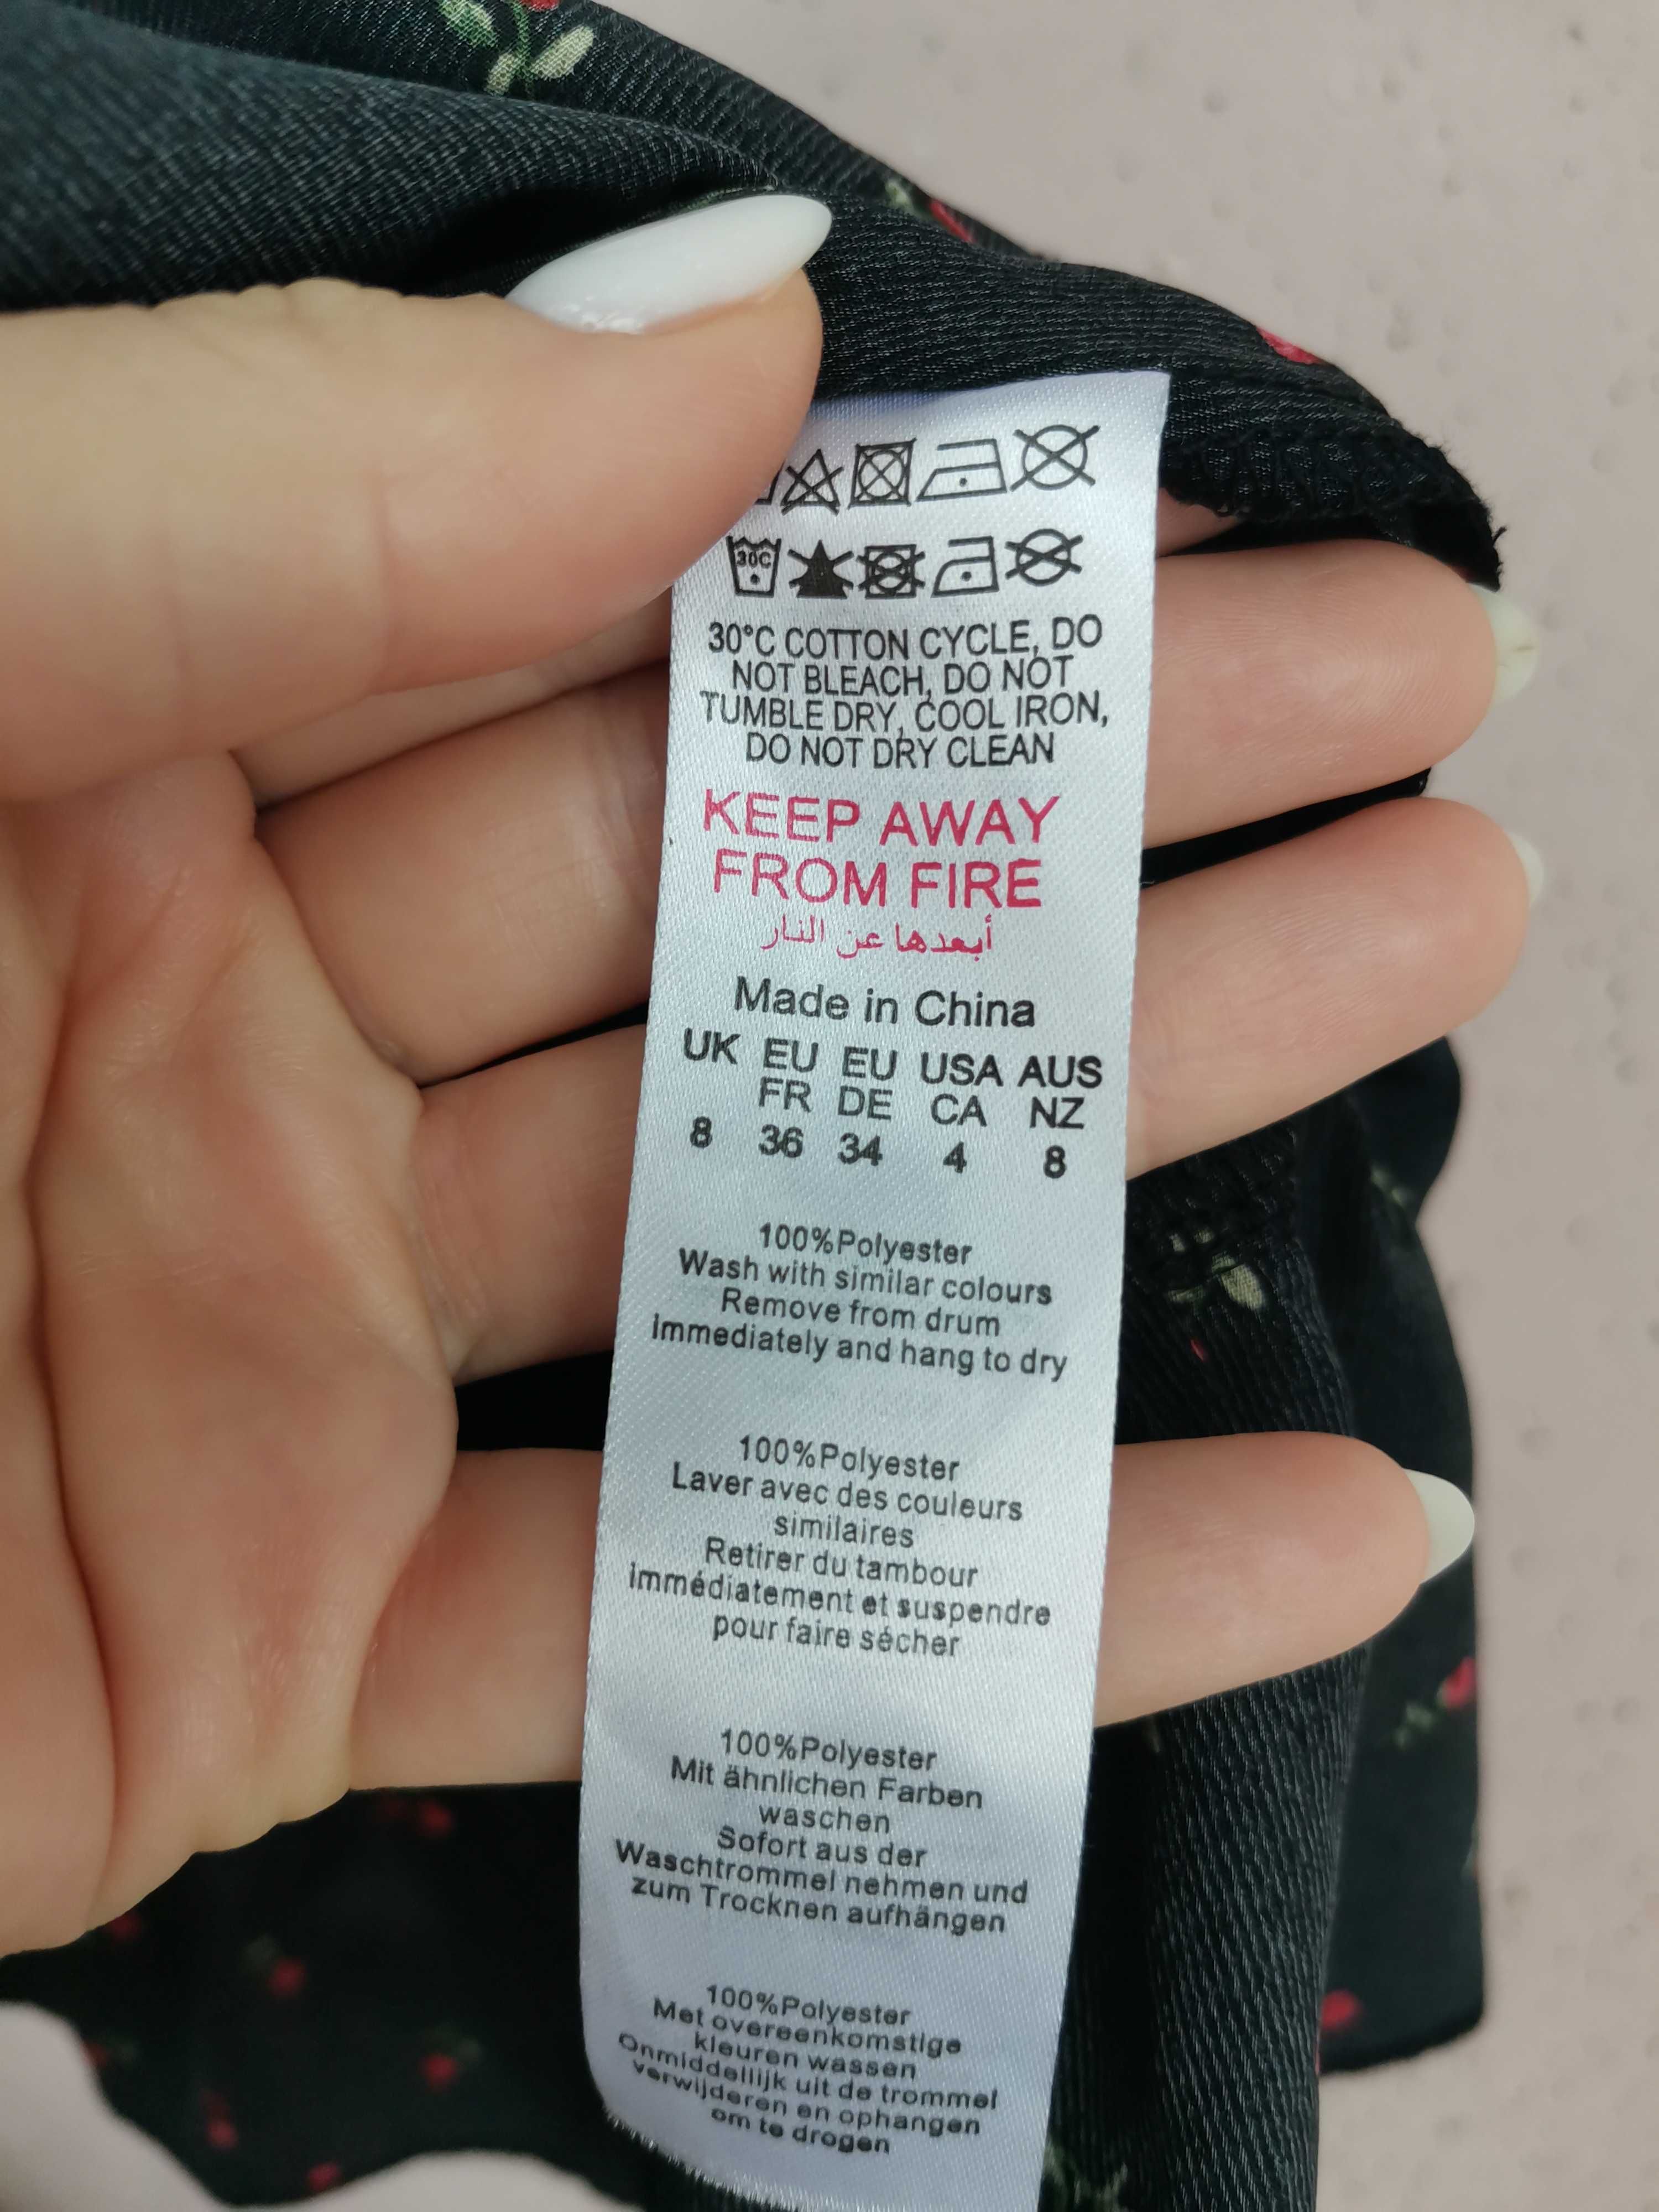 30C
30°C COTTON CYCLE, DO
NOT BLEACH, DO NOT
TUMBLE DRY, COOL IRON,
DO NOT DRY CLEAN
KEEP AWAY
FROM FIRE
أبعدها عن النار
Made in China
UK EU EU USA AUS
FR DE CA NZ
8 36 34 4 8
100%Polyester
Wash with similar colours
Remove from drum
immediately and hang to dry
100%Polyester
Laver avec des couleurs
similaires
Retirer du tambour
immédiatement et suspendre
pour faire sécher
100%Polyester
Mit ähnlichen Farben
waschen
Sofort aus der
Waschtrommel nehmen und
zum Trocknen aufhängen
100%Polyester
Met overeenkomstige
kleuren wassen
Onmiddellijk uit de trommel
verwijderen en ophangen
om te drogen